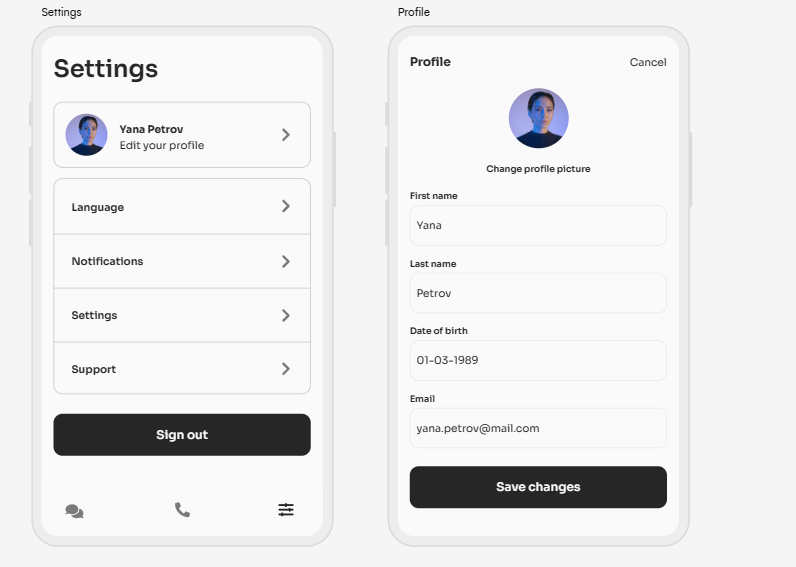 Settings
Settings
Yana Petrov
Edit your profile
Language
Notifications
Settings
Support
Sign out
Profile
Profile
Cancel
Change profile picture
First name
Yana
Last name
Petrov
Date of birth
01-03-1989
Email
yana.petrov@mail.com
Save changes